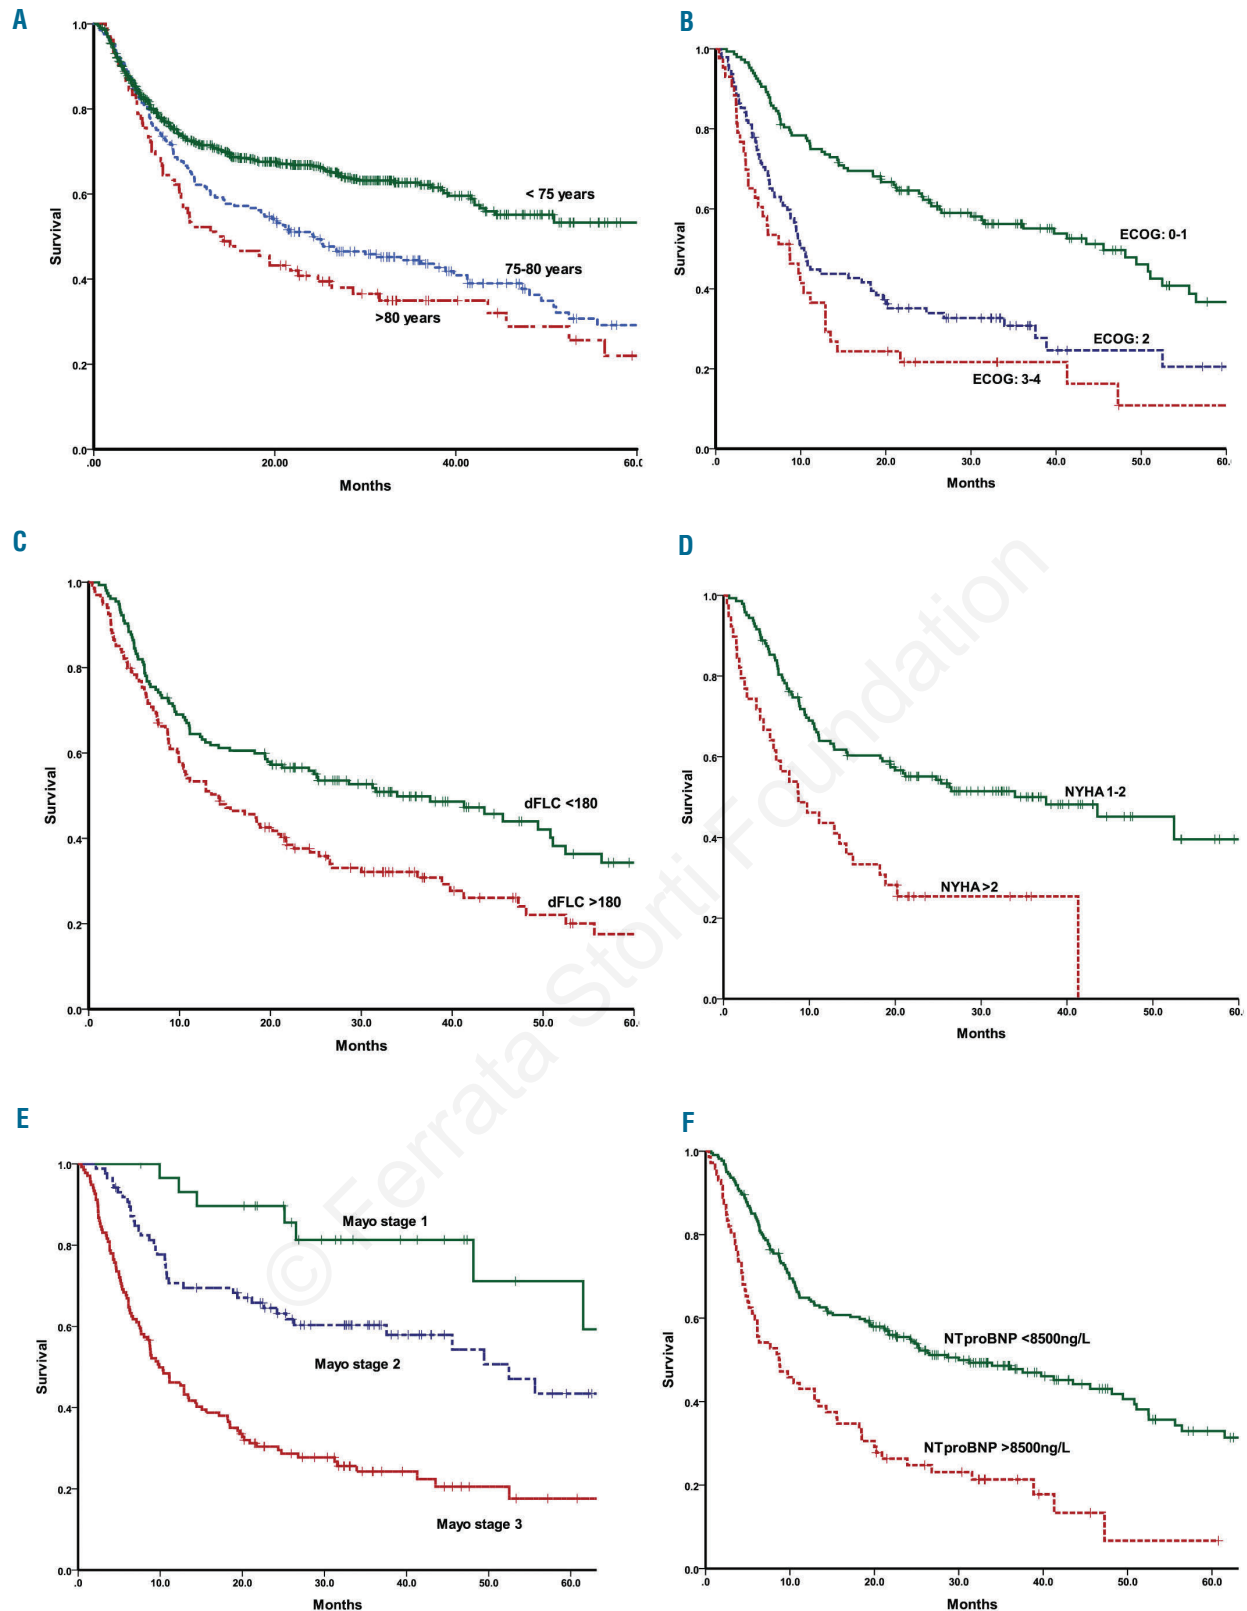 A
1.0
0.8
0.6
0.4
0.2
0.0
Survival
.00
20.00
40.00
60.0
Months
< 75 years
75-80 years
>80 years
B
1.0
0.8
0.6
0.4
0.2
0.0
Survival
.0
10.0
20.0
30.0
40.0
50.0
60.0
Months
ECOG: 0-1
ECOG: 2
ECOG: 3-4
C
1.0
0.8
0.6
0.4
0.2
0.0
Survival
.0
10.0
20.0
30.0
40.0
50.0
60.0
Months
dFLC <180
dFLC >180
D
1.0
0.8
0.6
0.4
0.2
.0
Survival
.0
10.0
20.0
30.0
40.0
50.0
60.0
Months
NYHA 1-2
NYHA >2
E
1.0
0.8
0.6
0.4
0.2
0.0
Survival
.0
10.0
20.0
30.0
40.0
50.0
60.0
Months
Mayo stage 1
Mayo stage 2
Mayo stage 3
F
1.0
0.8
0.6
0.4
0.2
0.0
Survival
.0
10.0
20.0
30.0
40.0
50.0
60.0
Months
NTproBNP <8500ng/L
NTproBNP >8500ng/L
© Ferrata Storti Foundation